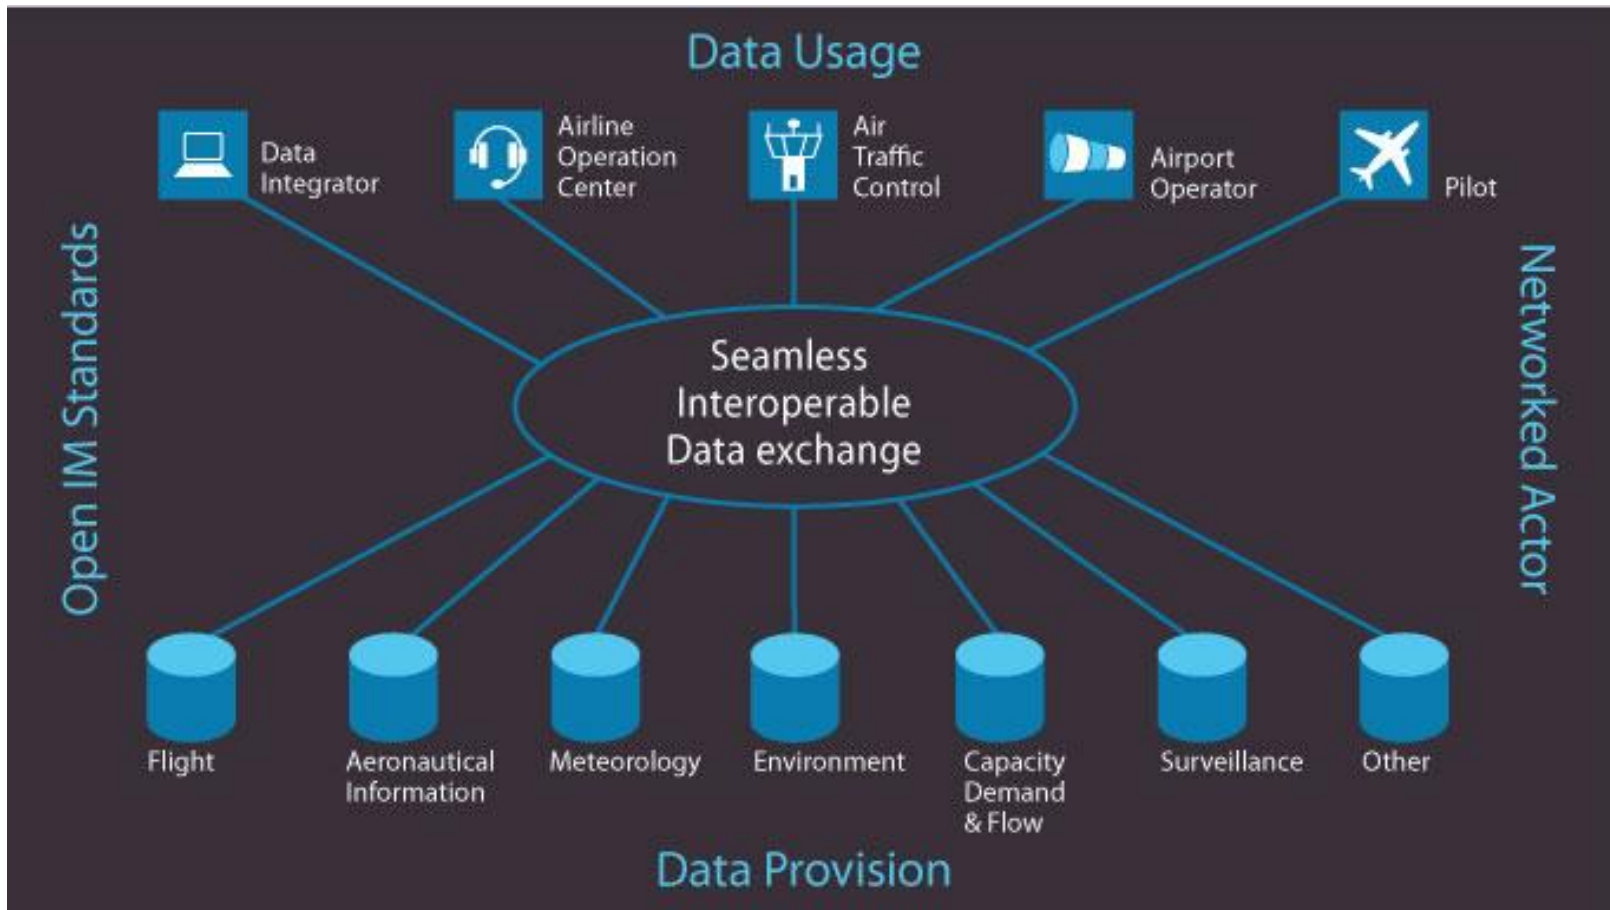 Data Usage
Data
Integrator
Airline
Operation
Center
Air
Traffic
Control
Airport
Operator
Pilot
Open IM Standards
Networked Actor
Seamless
Interoperable
Data exchange
Flight
Aeronautical
Information
Meteorology
Environment
Capacity
Demand
& Flow
Surveillance
Other
Data Provision